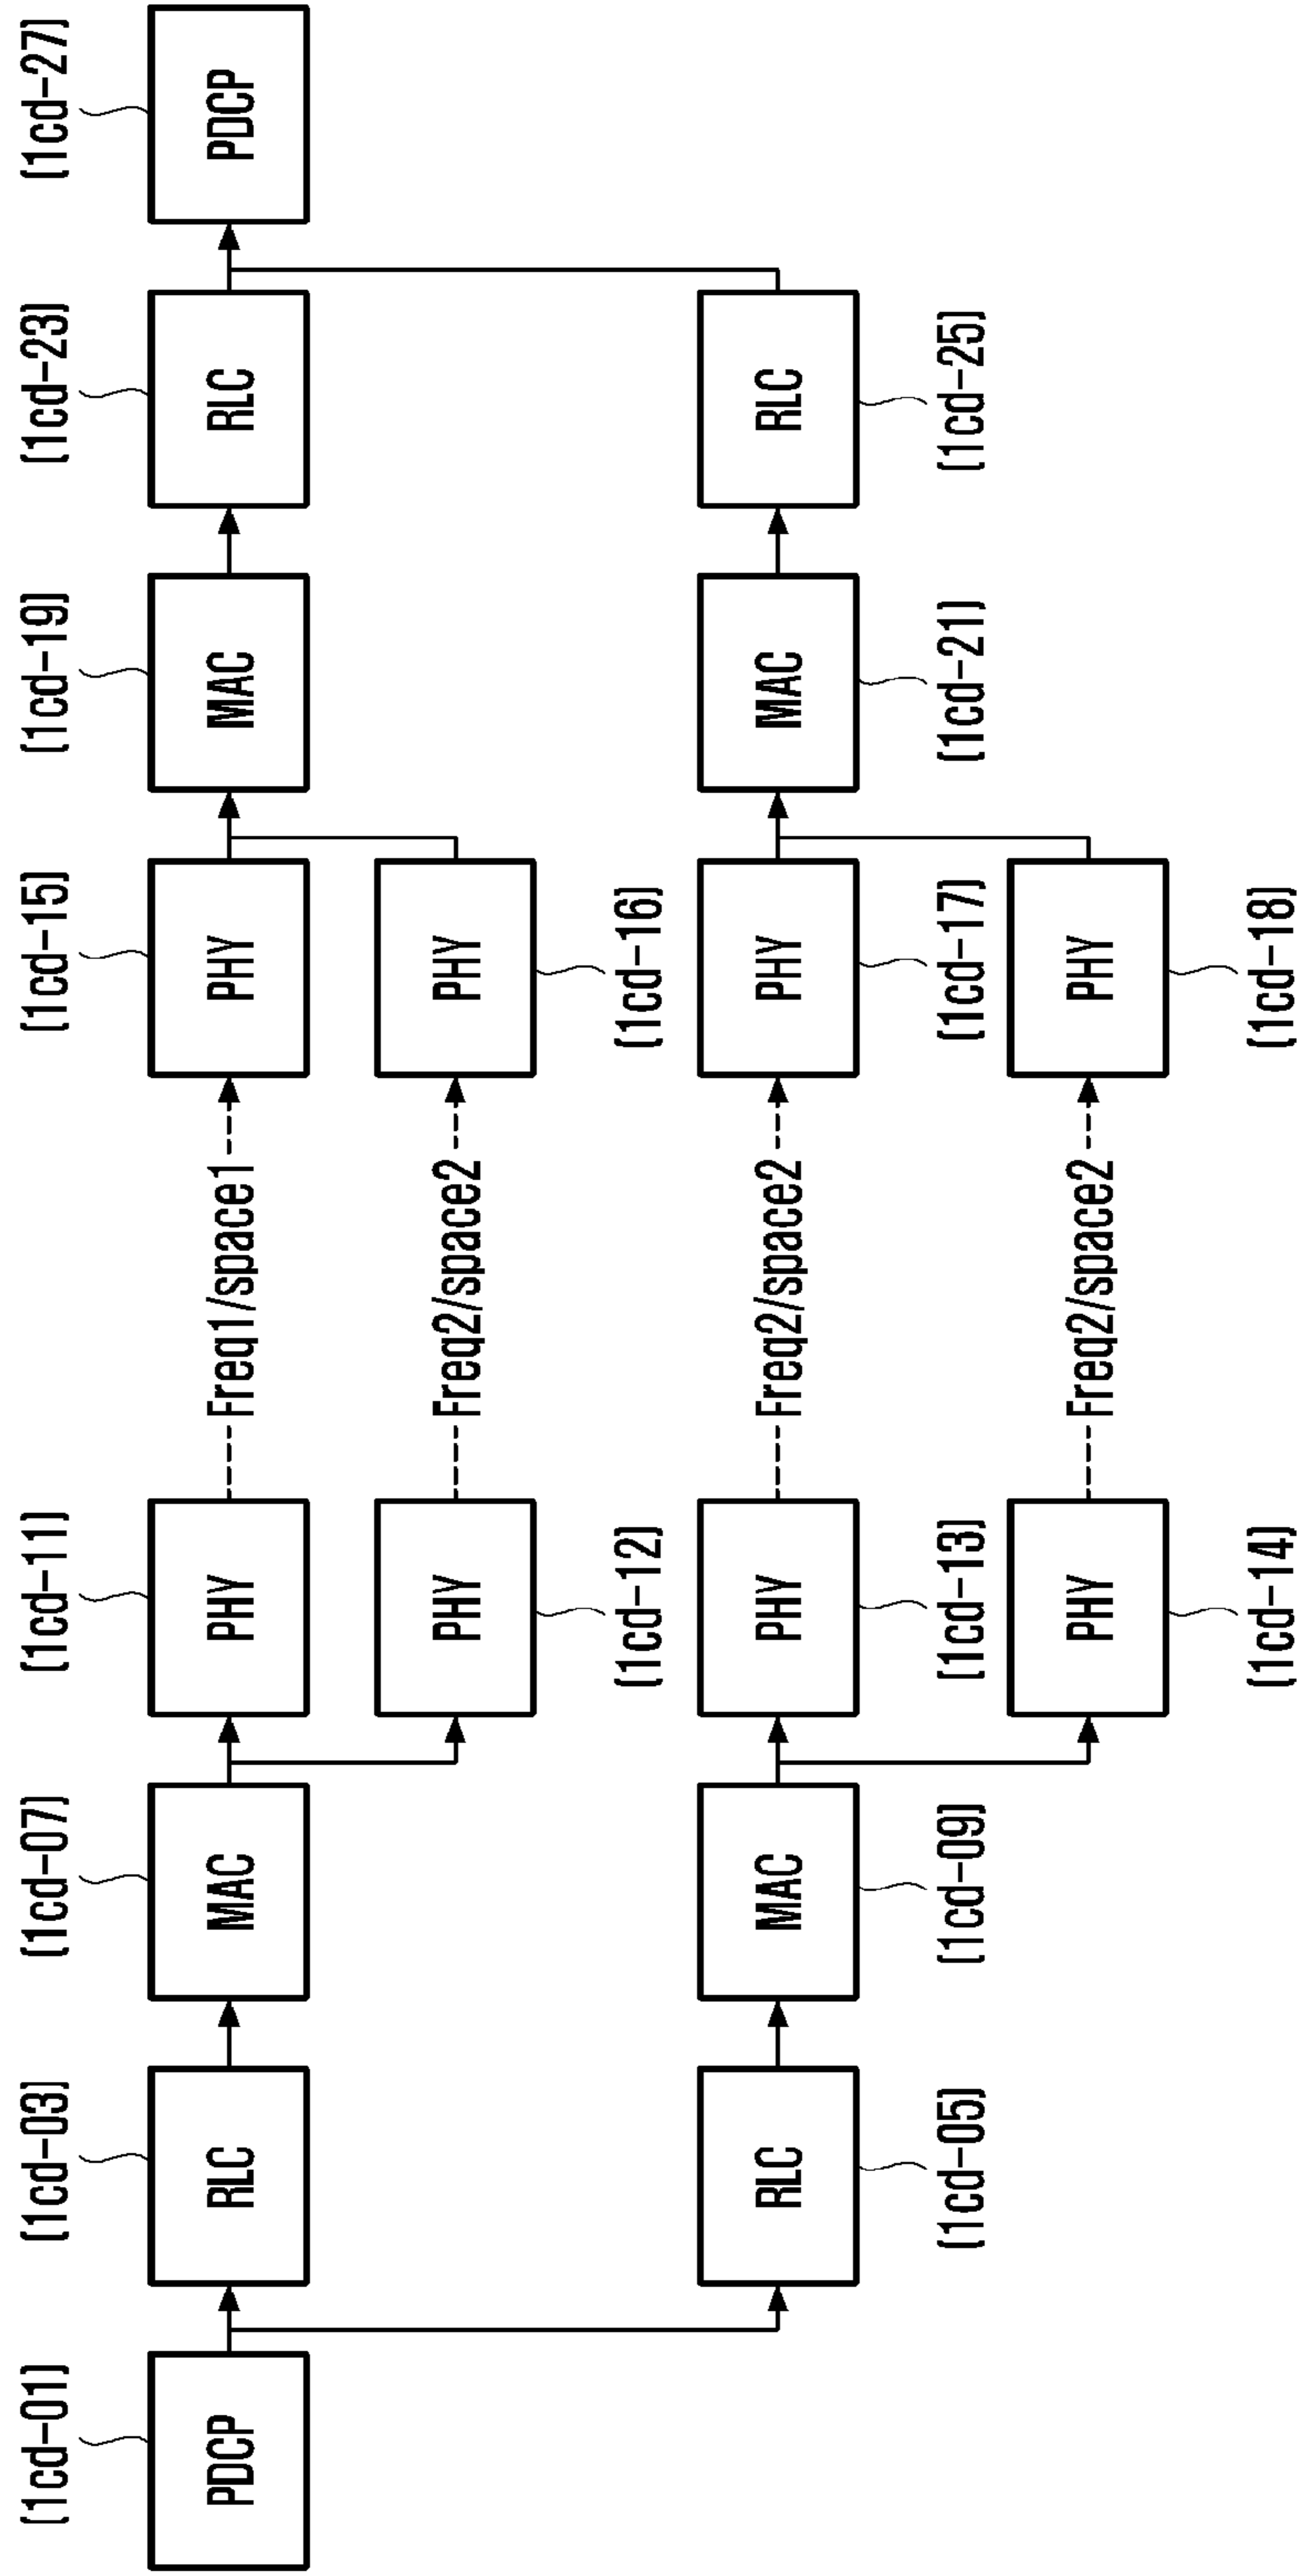 (1cd-01)
(1cd-03)
(1cd-07)
(1cd-11)
(1cd-15)
(1cd-19)
(1cd-23)
(1cd-27)
PDCP
RLC
MAC
PHY
Freq1/space1
PHY
MAC
RLC
PDCP
PHY
Freq2/space2
PHY
(1cd-12)
(1cd-16)
RLC
MAC
PHY
Freq2/space2
PHY
MAC
RLC
(1cd-05)
(1cd-09)
(1cd-13)
(1cd-17)
(1cd-21)
(1cd-25)
PHY
Freq2/space2
PHY
(1cd-14)
(1cd-18)